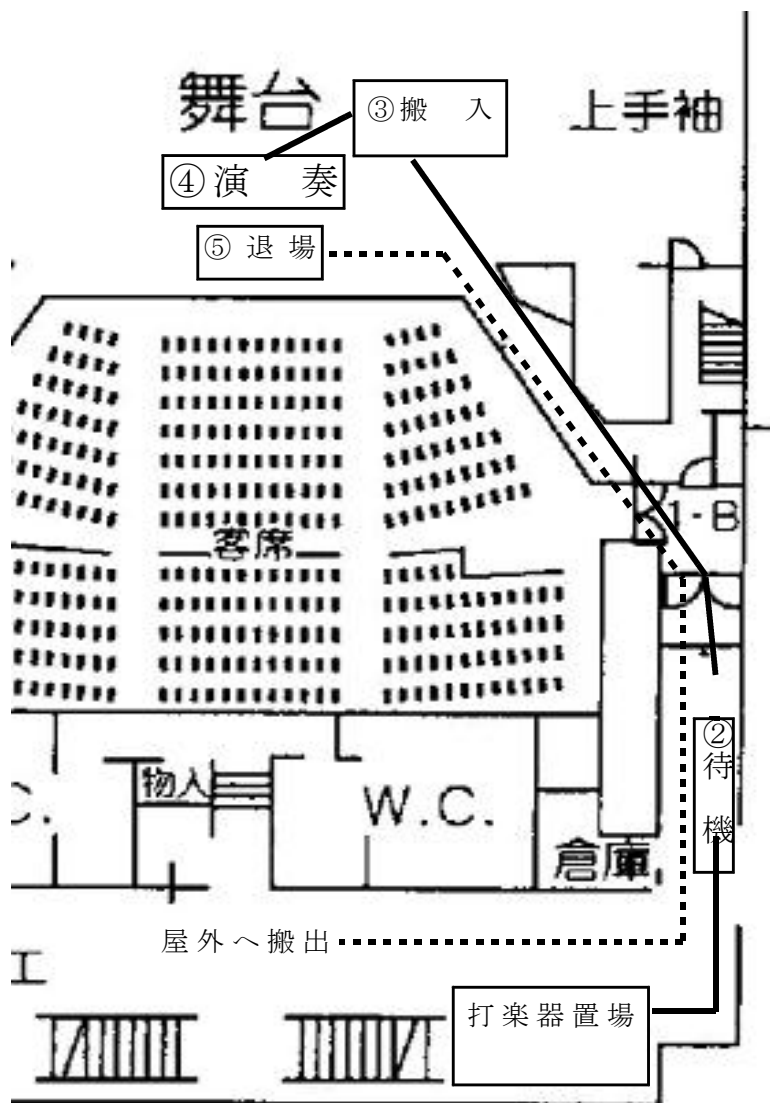 舞台
③搬　入
上手袖
④演　奏
⑤ 退 場
1-B
客席
②待　機
物入
W.C.
C.
倉庫
屋外へ搬出
工
打楽器置場